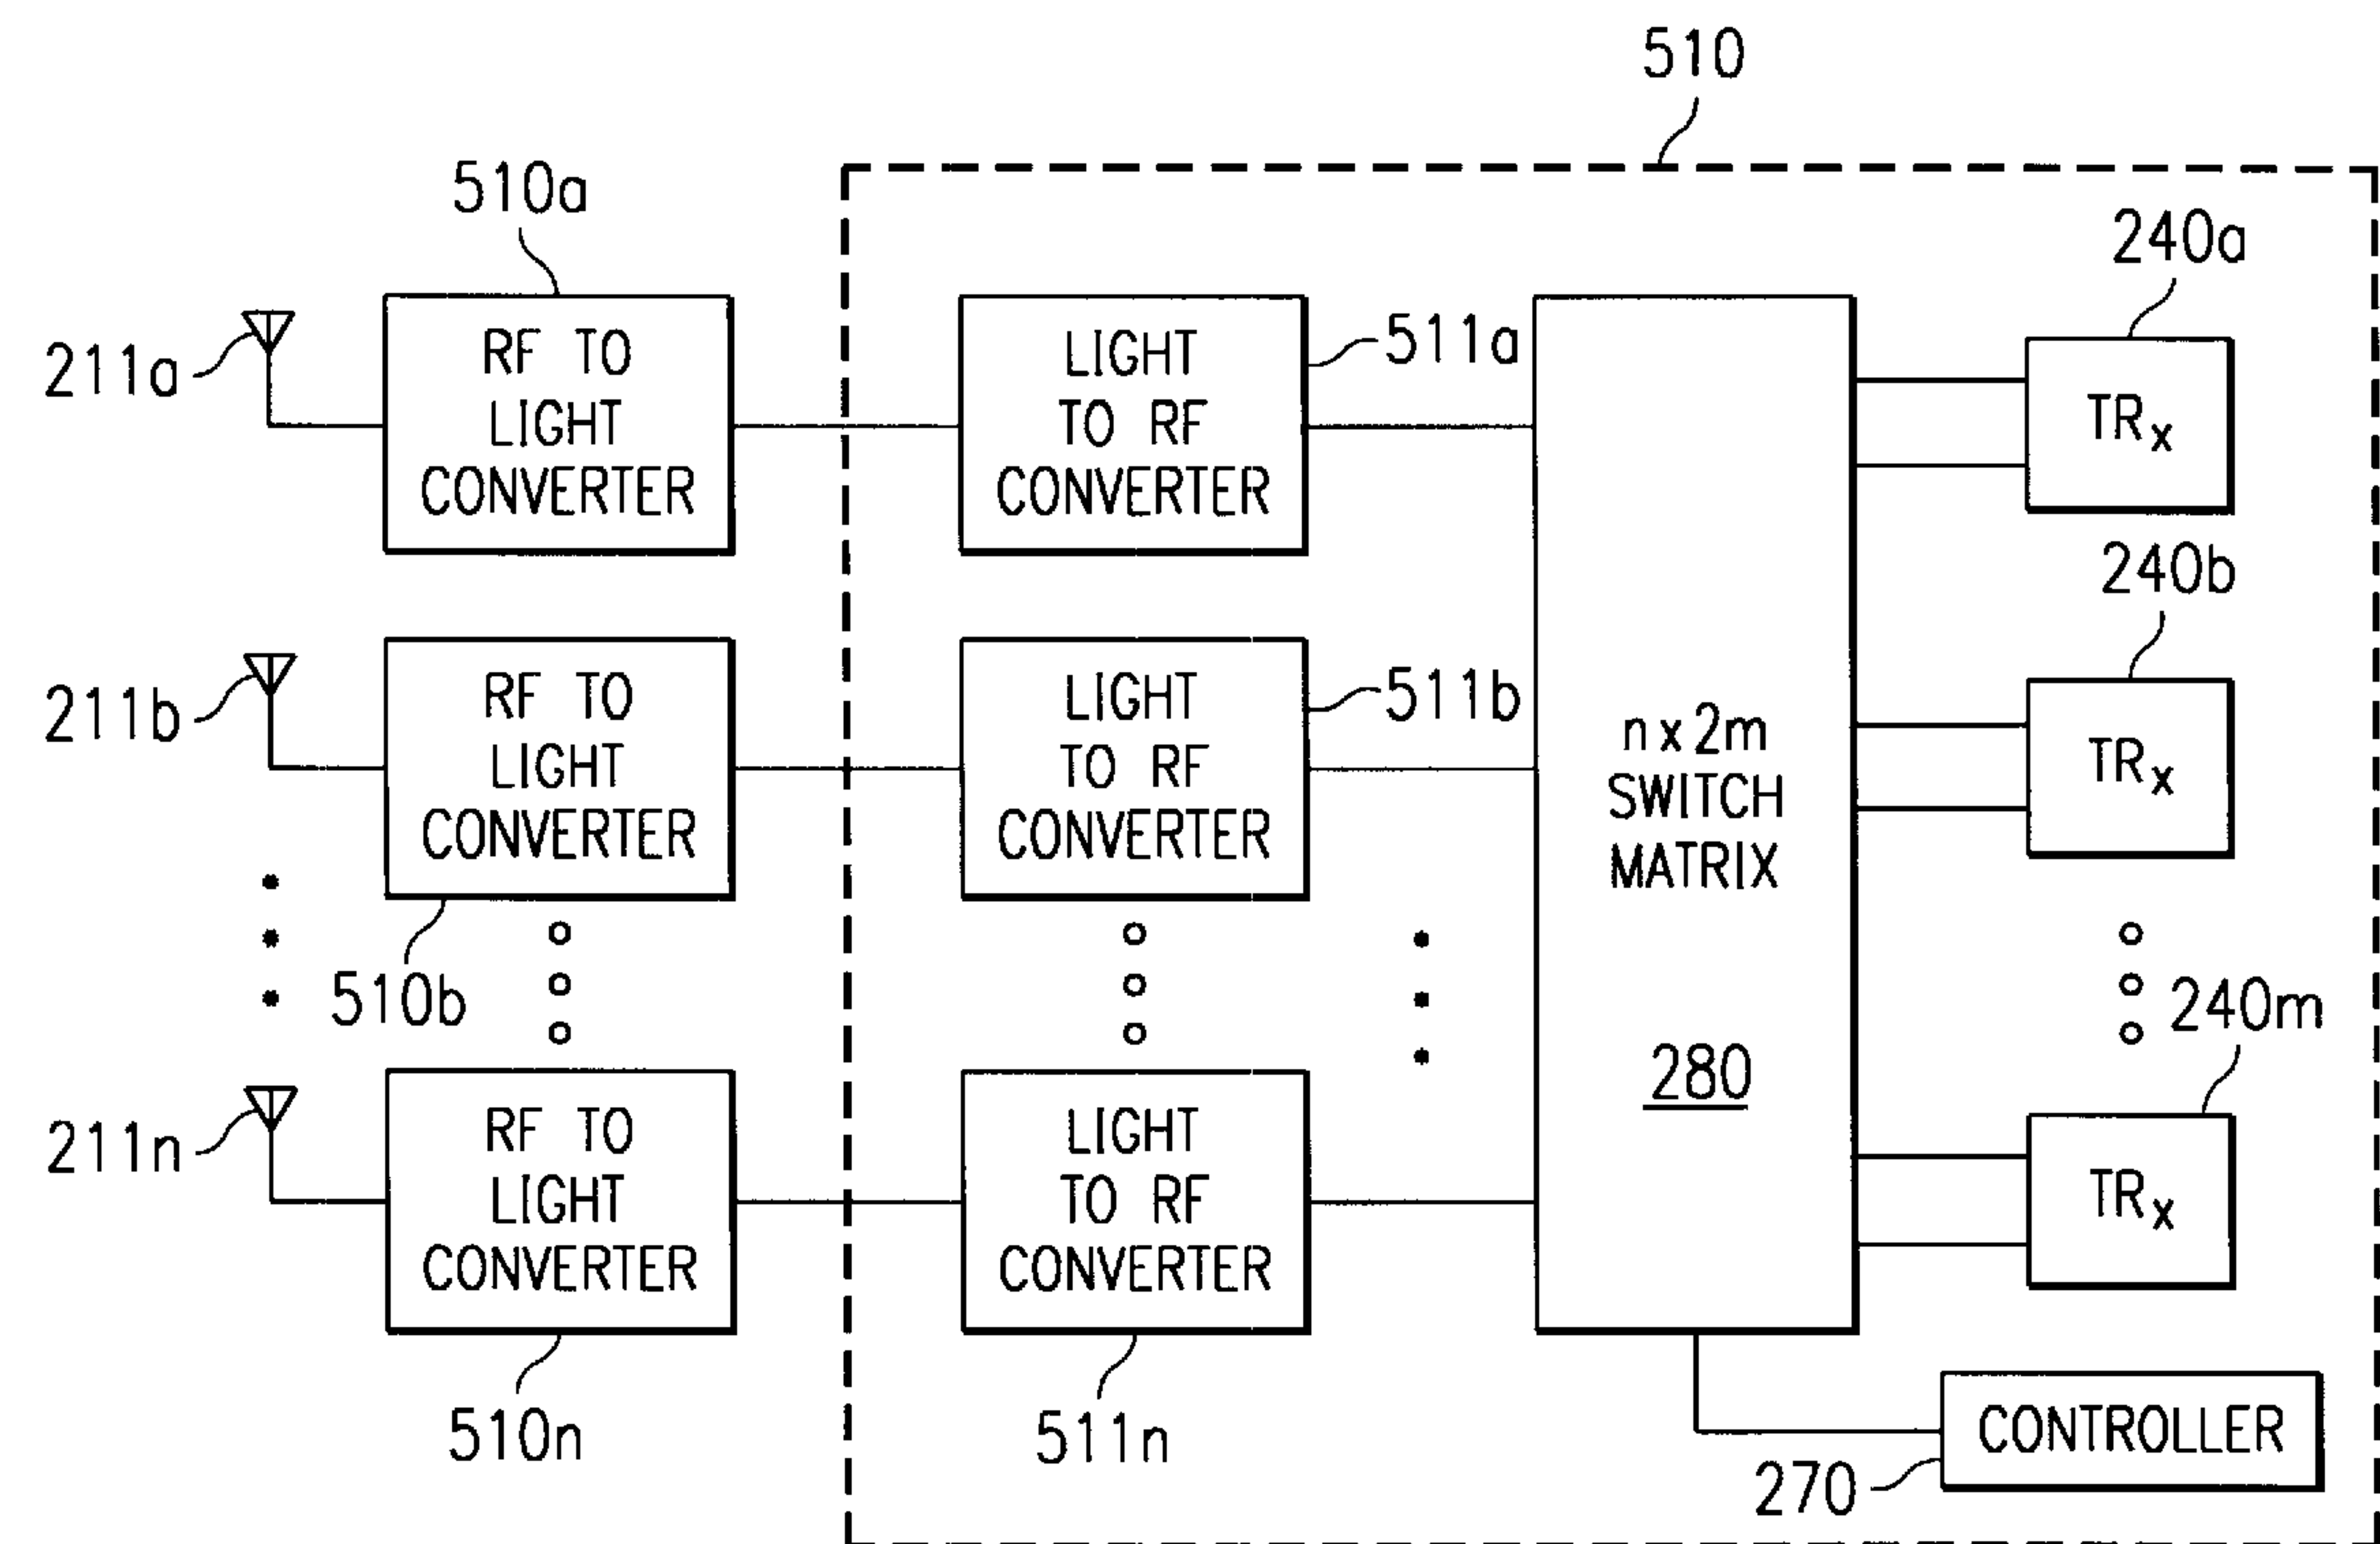 510
510a
240a
211a
RF TO
LIGHT
CONVERTER
LIGHT
TO RF
CONVERTER
511a
TRx
240b
211b
RF TO
LIGHT
CONVERTER
510b
LIGHT
TO RF
CONVERTER
511b
n x 2m
SWITCH
MATRIX
280
TRx
240m
211n
RF TO
LIGHT
CONVERTER
510n
LIGHT
TO RF
CONVERTER
511n
TRx
CONTROLLER
270